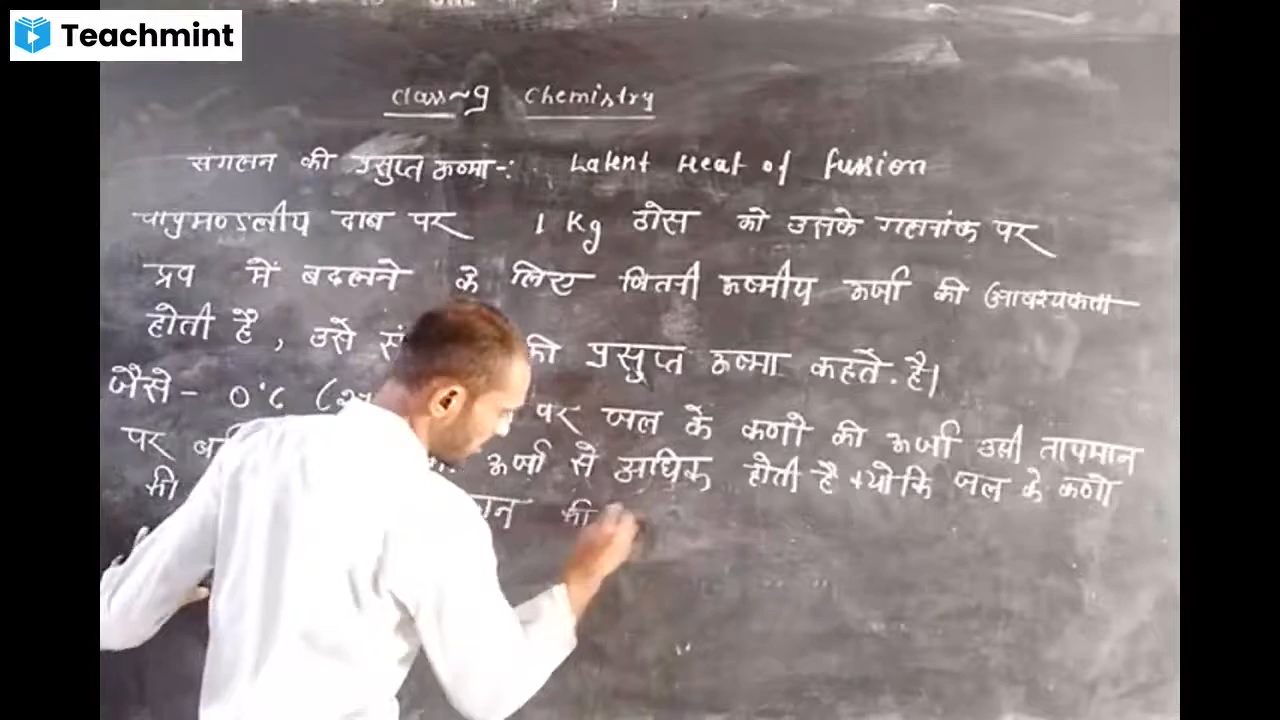 Teachmint
Class~9 Chemistry
संगलन की प्रसुप्त ऊष्मा-: Latent Heat of fussion
वायुमण्डलीय दाब पर 1 Kg ठोस को उसके गलनांक पर
द्रव में बदलने के लिए जितनी ऊष्मीय ऊर्जा की आवश्यकता
होती है, उसे की प्रसुप्त ऊष्मा कहते है।
जैसे- 0°C ( पर जल के कणो की ऊर्जा उसी तापमान
पर ऊर्जा से अधिक होती है क्योकि जल के कणो
की